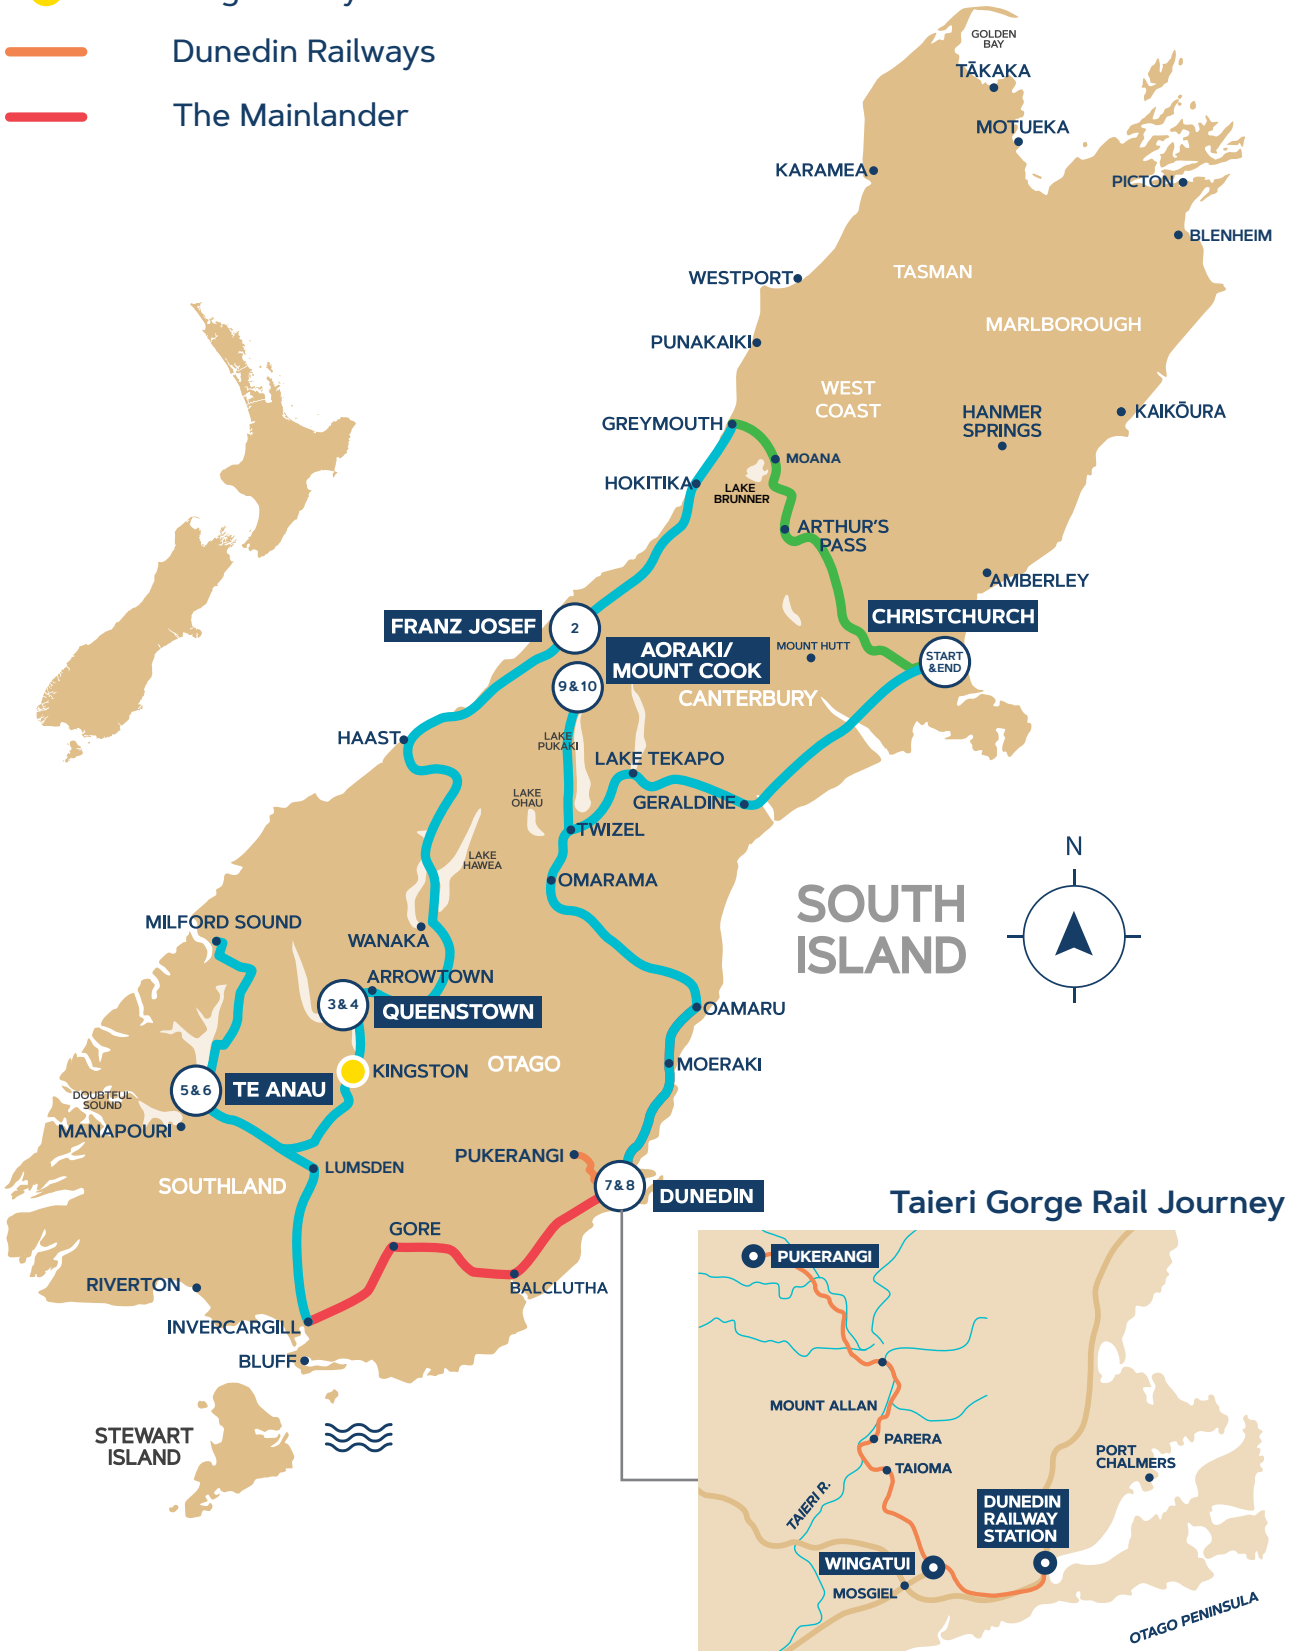 Dunedin Railways
The Mainlander
GOLDEN
BAY
TĀKAKA
MOTUEKA
KARAMEA
PICTON
BLENHEIM
WESTPORT
TASMAN
MARLBOROUGH
PUNAKAIKI
WEST
COAST
GREYMOUTH
HANMER
SPRINGS
KAIKŌURA
MOANA
HOKITIKA
LAKE
BRUNNER
ARTHUR'S
PASS
AMBERLEY
CHRISTCHURCH
FRANZ JOSEF
2
AORAKI/
MOUNT COOK
MOUNT HUTT
START
&END
9&10
CANTERBURY
HAAST
LAKE
PUKAKI
LAKE TEKAPO
LAKE
OHAU
GERALDINE
TWIZEL
LAKE
HAWEA
OMARAMA
N
SOUTH
ISLAND
MILFORD SOUND
WANAKA
ARROWTOWN
3&4
QUEENSTOWN
OAMARU
OTAGO
MOERAKI
KINGSTON
5&6
TE ANAU
DOUBTFUL
SOUND
MANAPOURI
PUKERANGI
LUMSDEN
SOUTHLAND
7&8
DUNEDIN
Taieri Gorge Rail Journey
GORE
PUKERANGI
RIVERTON
BALCLUTHA
INVERCARGILL
BLUFF
MOUNT ALLAN
STEWART
ISLAND
PARERA
PORT
CHALMERS
TAIOMA
TAIERI R.
DUNEDIN
RAILWAY
STATION
WINGATUI
MOSGIEL
OTAGO PENINSULA